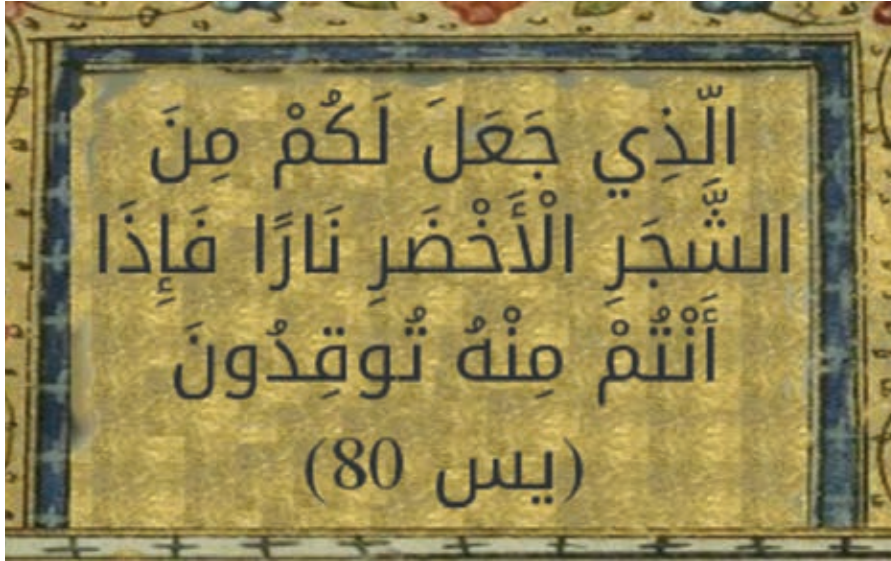 الَّذِي جَعَلَ لَكُمْ مِنَ
الشَّجَرِ الْأَخْضَرِ نَارًا فَإِذَا
أَنْتُمْ مِنْهُ تُوقِدُونَ
(يس 80)